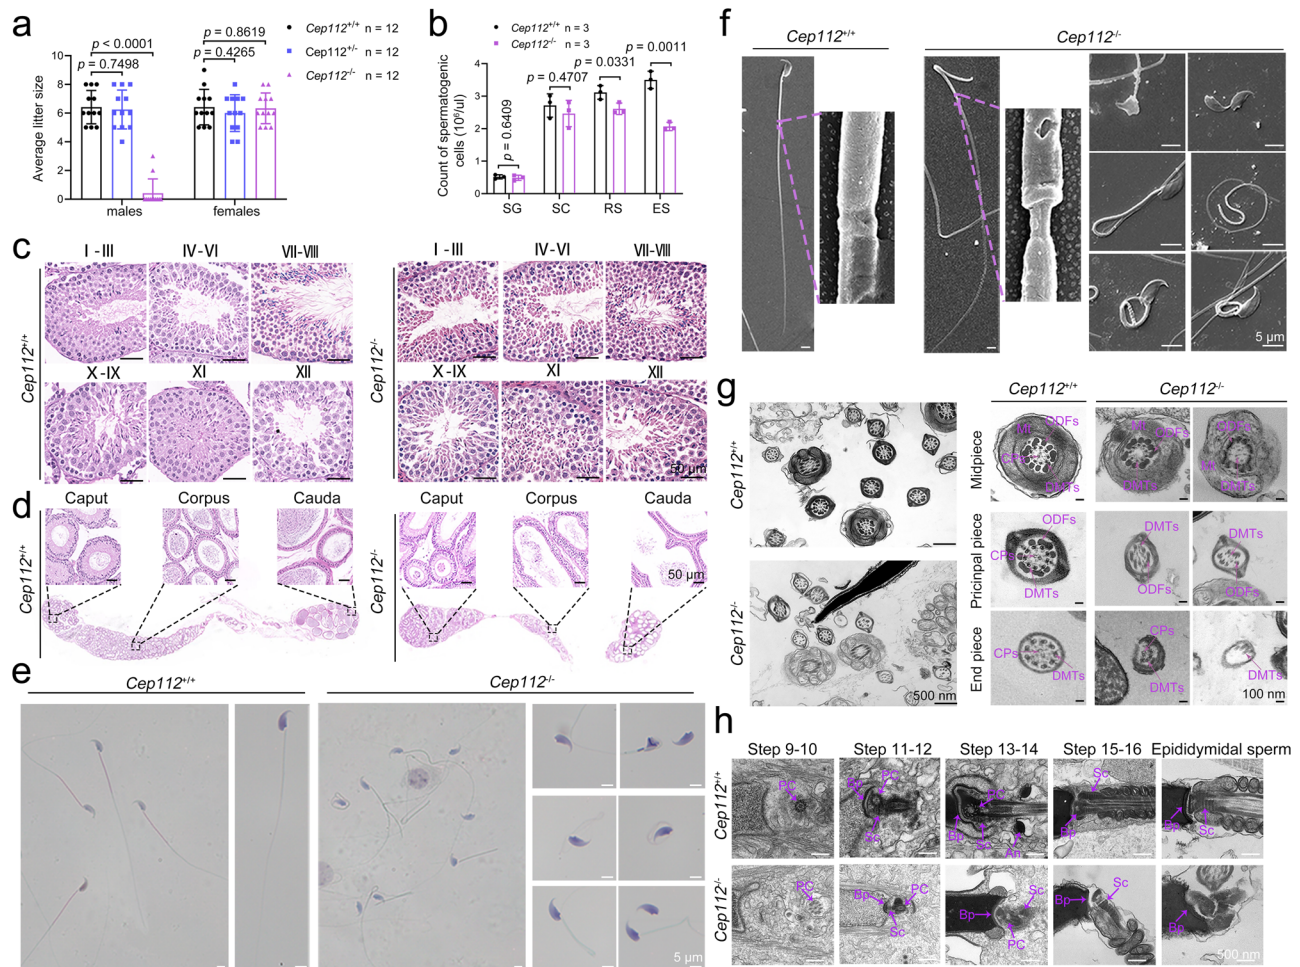 a
Cep112+/+ n = 12
Cep112+/- n = 12
Cep112-/- n = 12
p < 0.0001
p = 0.7498
p = 0.8619
p = 0.4265
Average litter size
10
8
6
4
2
0
males
females
b
Cep112+/+ n = 3
Cep112-/- n = 3
p = 0.6409
p = 0.4707
p = 0.0331
p = 0.0011
Count of spermatogenic
cells (10⁶/ul)
4
3
2
1
0
SG
SC
RS
ES
c
Cep112+/+
I -III
IV-VI
VII-VIII
X-IX
XI
XII
Cep112-/-
I -III
IV-VI
VII-VIII
X-IX
XI
XII
50 μm
d
Cep112+/+
Caput
Corpus
Cauda
Cep112-/-
Caput
Corpus
Cauda
50 μm
e
Cep112+/+
Cep112-/-
5 μm
f
Cep112+/+
Cep112-/-
5 μm
g
Cep112+/+
Cep112-/-
500 nm
Cep112+/+
Cep112-/-
Midpiece
Mt
ODFs
CPs
DMTs
Mt
ODFs
DMTs
ODFs
Mt
DMTs
Pricinpal piece
ODFs
CPs
DMTs
DMTs
ODFs
DMTs
ODFs
End piece
CPs
DMTs
CPs
DMTs
DMTs
100 nm
h
Step 9-10
Step 11-12
Step 13-14
Step 15-16
Epididymidal sperm
Cep112+/+
PC
Bp
PC
Sc
PC
Bp
Sc
An
Sc
Bp
Bp
Sc
Cep112-/-
PC
Bp
PC
Sc
Sc
Bp
PC
Sc
Bp
Bp
500 nm